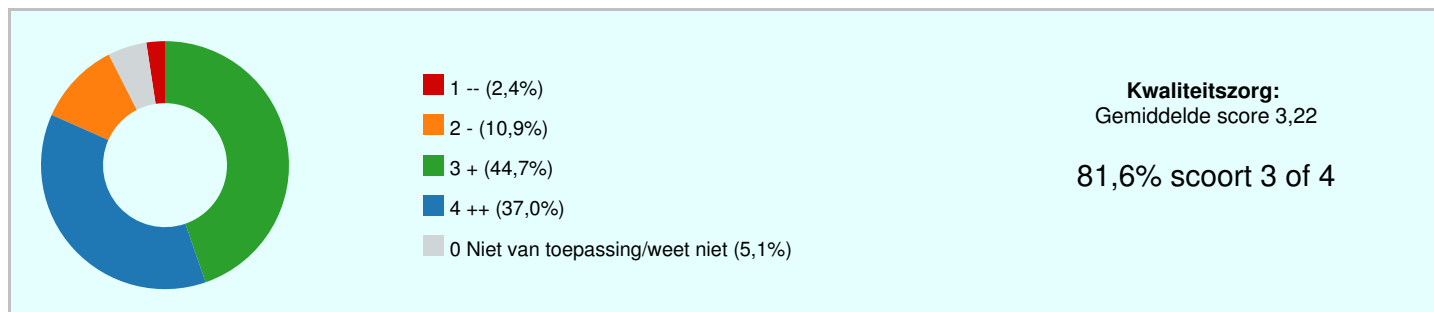 1 -- (2,4%)
2 - (10,9%)
3 + (44,7%)
4 ++ (37,0%)
0 Niet van toepassing/weet niet (5,1%)
Kwaliteitszorg:
Gemiddelde score 3,22
81,6% scoort 3 of 4